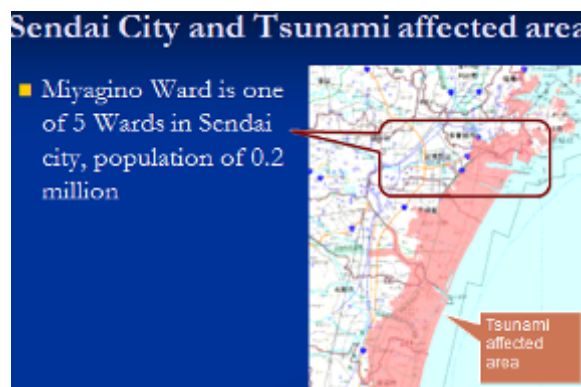 Sendai City and Tsunami affected area
Miyagino Ward is one
of 5 Wards in Sendai
city, population of 0.2
million
Tsunami
affected
area